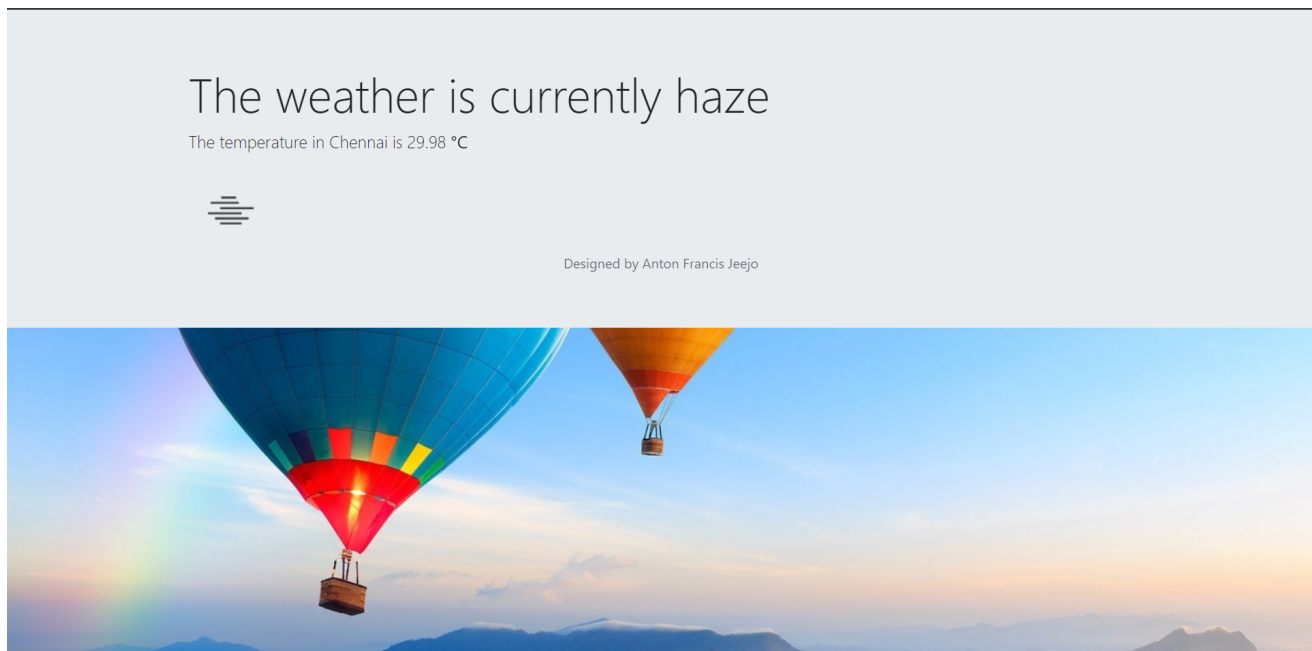 The weather is currently haze
The temperature in Chennai is 29.98 °C
Designed by Anton Francis Jeejo